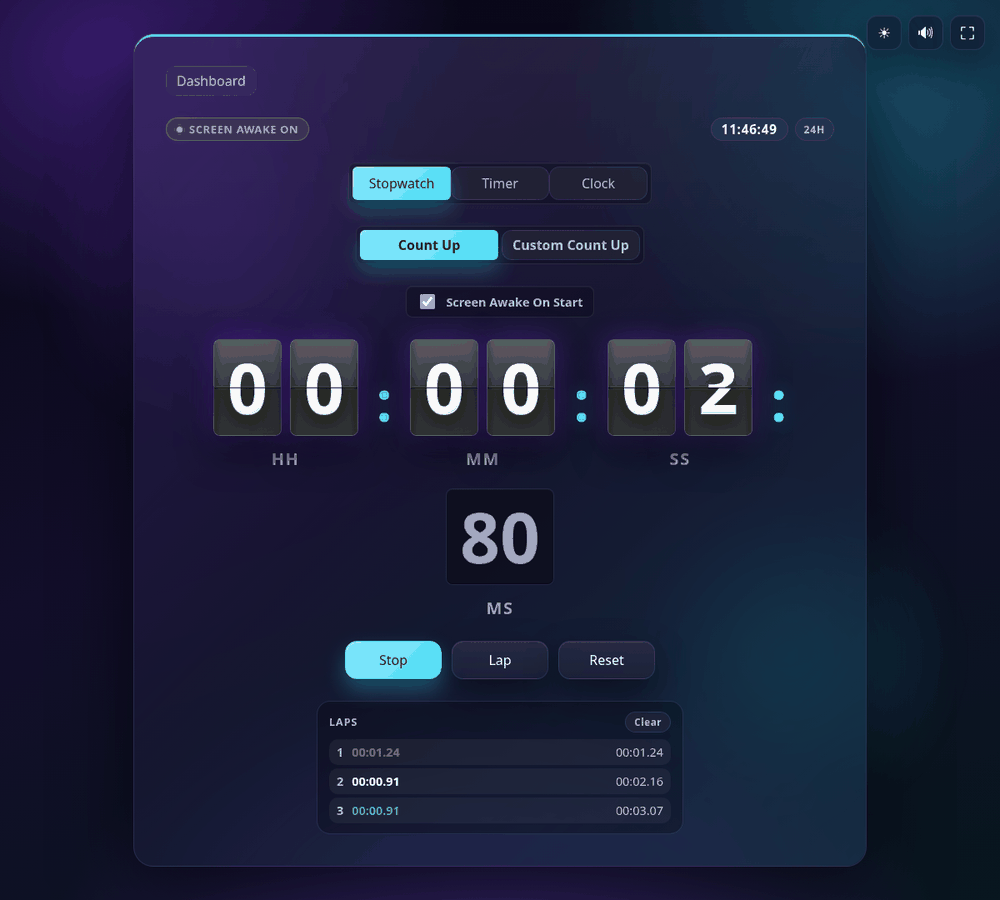 Dashboard
SCREEN AWAKE ON
11:46:49 24H
Stopwatch Timer Clock
Count Up Custom Count Up
Screen Awake On Start
00:00:02:
HH MM SS
80
MS
Stop Lap Reset
LAPS Clear
1 00:01.24 00:01.24
2 00:00.91 00:02.16
3 00:00.91 00:03.07